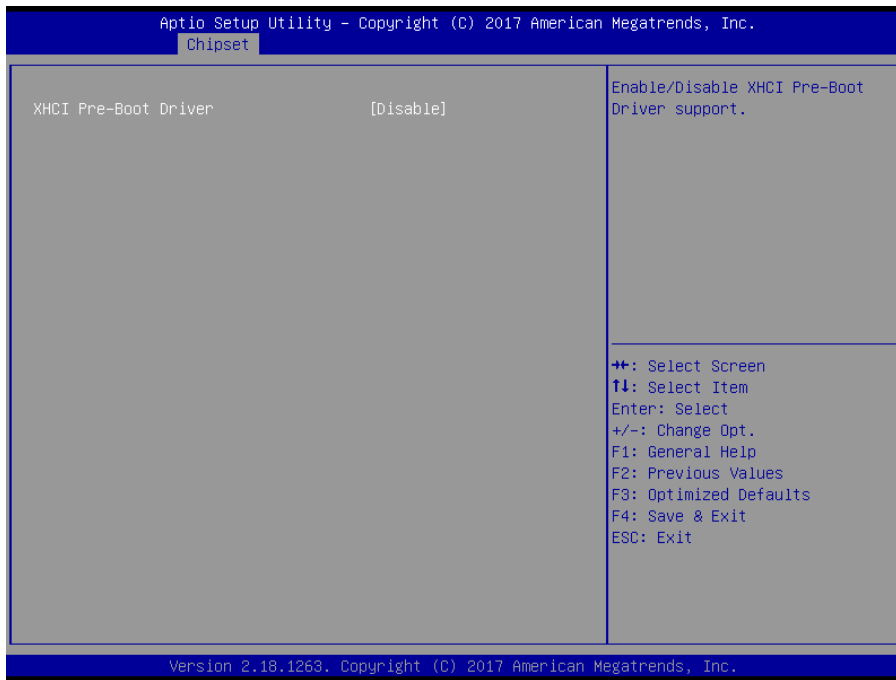 Aptio Setup Utility – Copyright (C) 2017 American Megatrends, Inc.
Chipset
XHCI Pre-Boot Driver [Disable]
Enable/Disable XHCI Pre-Boot
Driver support.
→←: Select Screen
↑↓: Select Item
Enter: Select
+/-: Change Opt.
F1: General Help
F2: Previous Values
F3: Optimized Defaults
F4: Save & Exit
ESC: Exit
Version 2.18.1263. Copyright (C) 2017 American Megatrends, Inc.